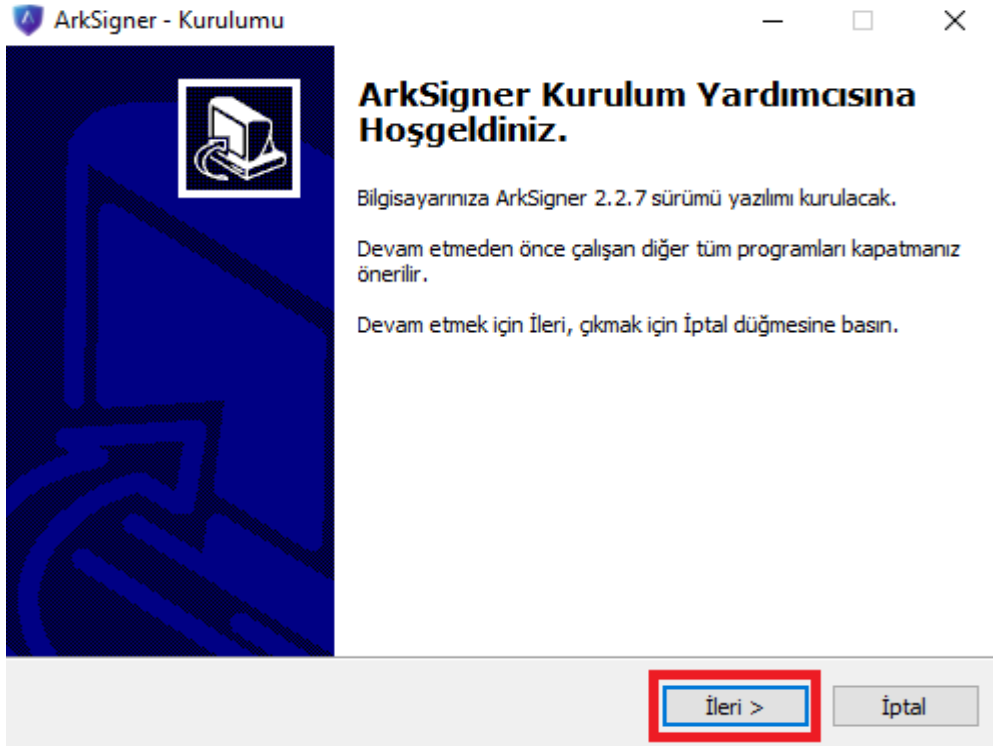 ArkSigner - Kurulumu
ArkSigner Kurulum Yardımcısına
Hoşgeldiniz.
Bilgisayarınıza ArkSigner 2.2.7 sürümü yazılımı kurulacak.
Devam etmeden önce çalışan diğer tüm programları kapatmanız
önerilir.
Devam etmek için İleri, çıkmak için İptal düğmesine basın.
İleri >
İptal